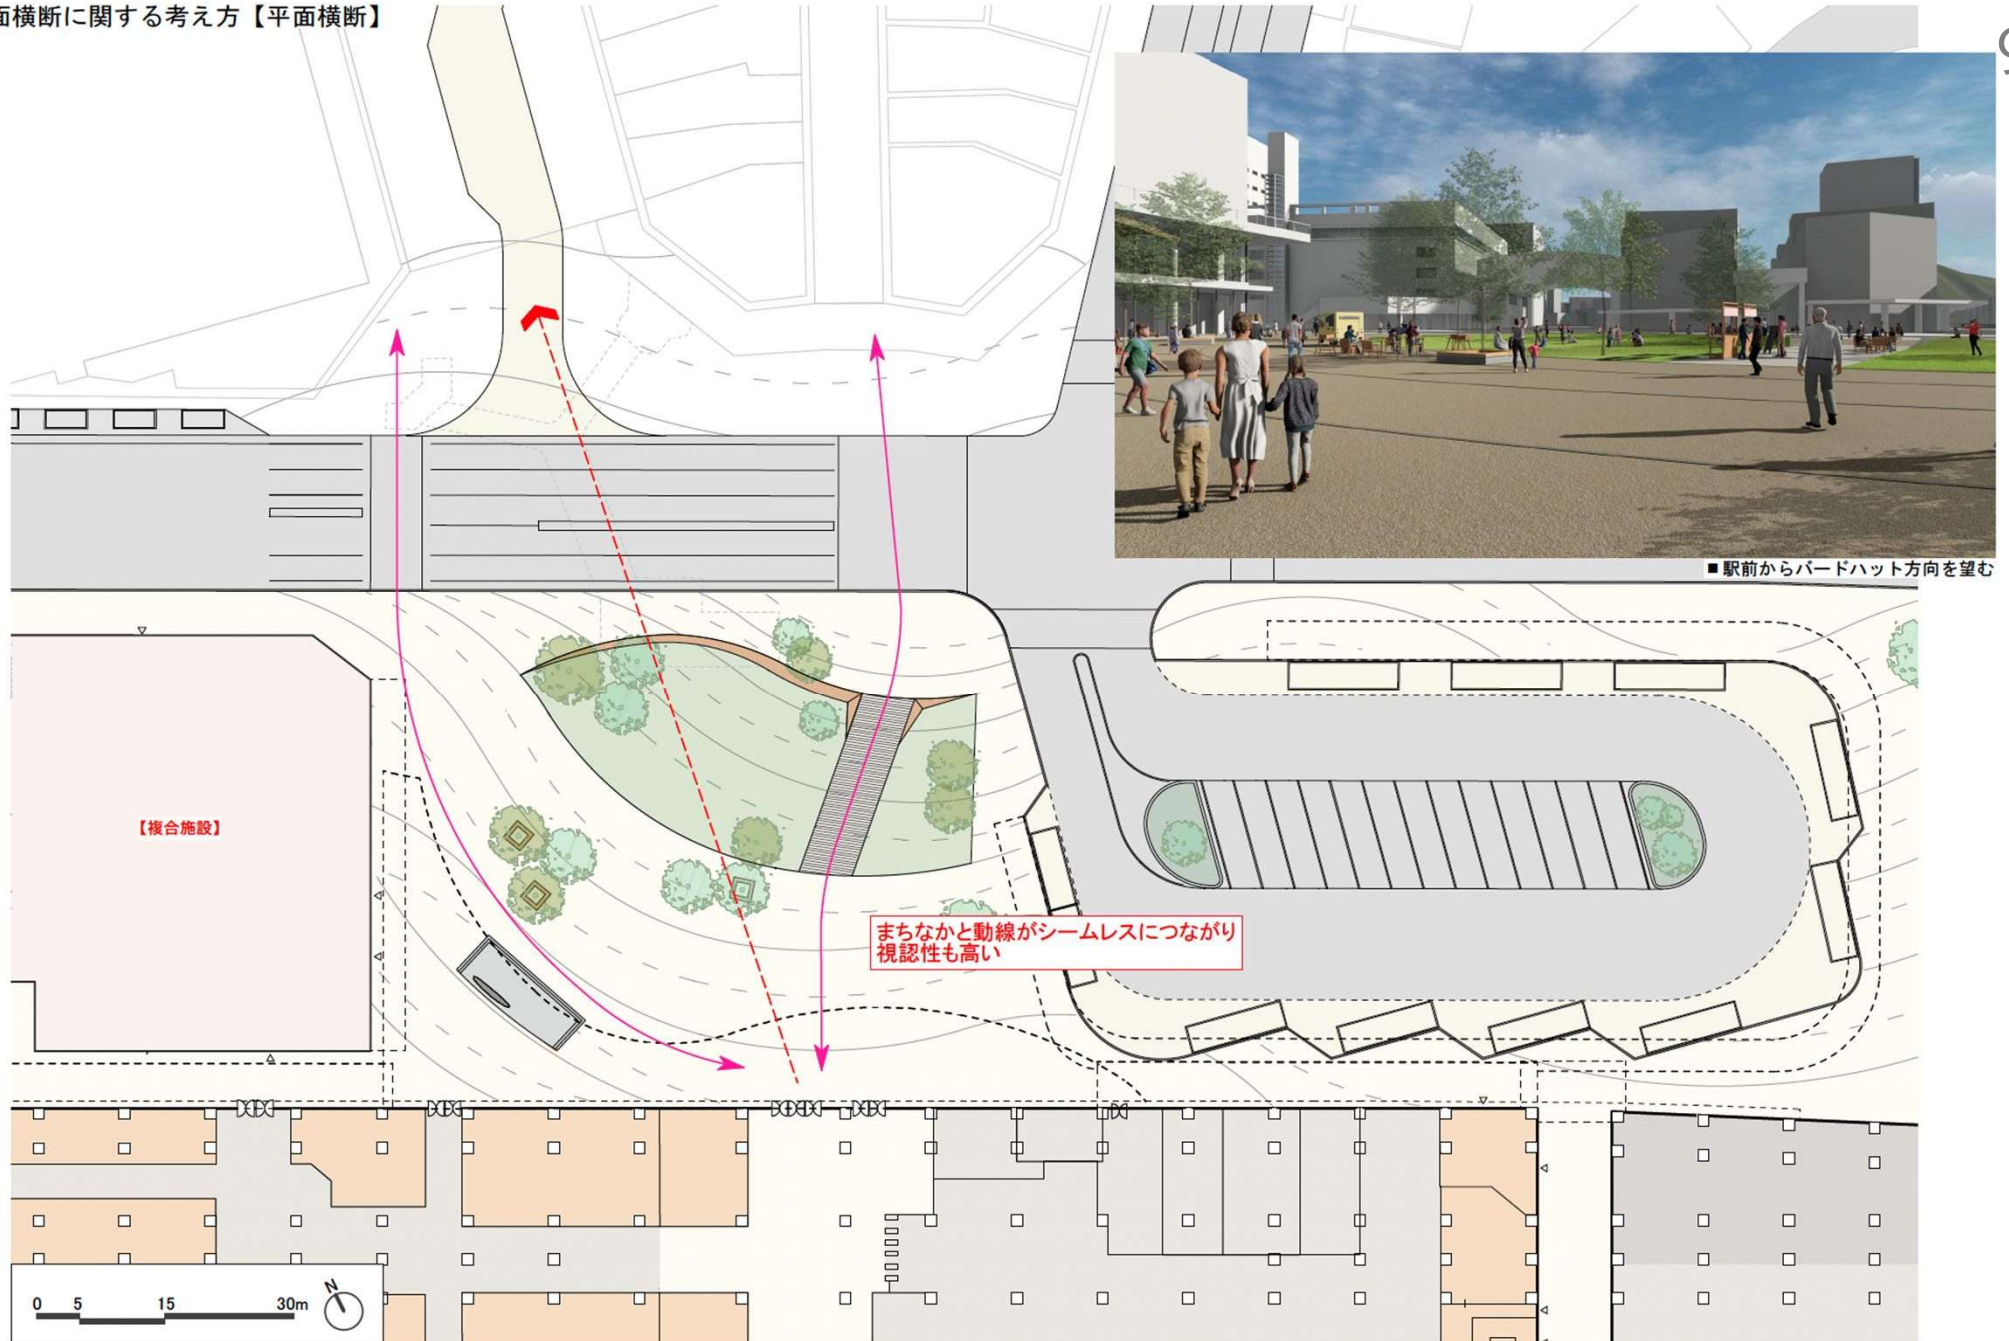 面横断に関する考え方【平面横断】
■駅前からバードハット方向を望む
【複合施設】
まちなかと動線がシームレスにつながり
視認性も高い
0 5 15 30m
N